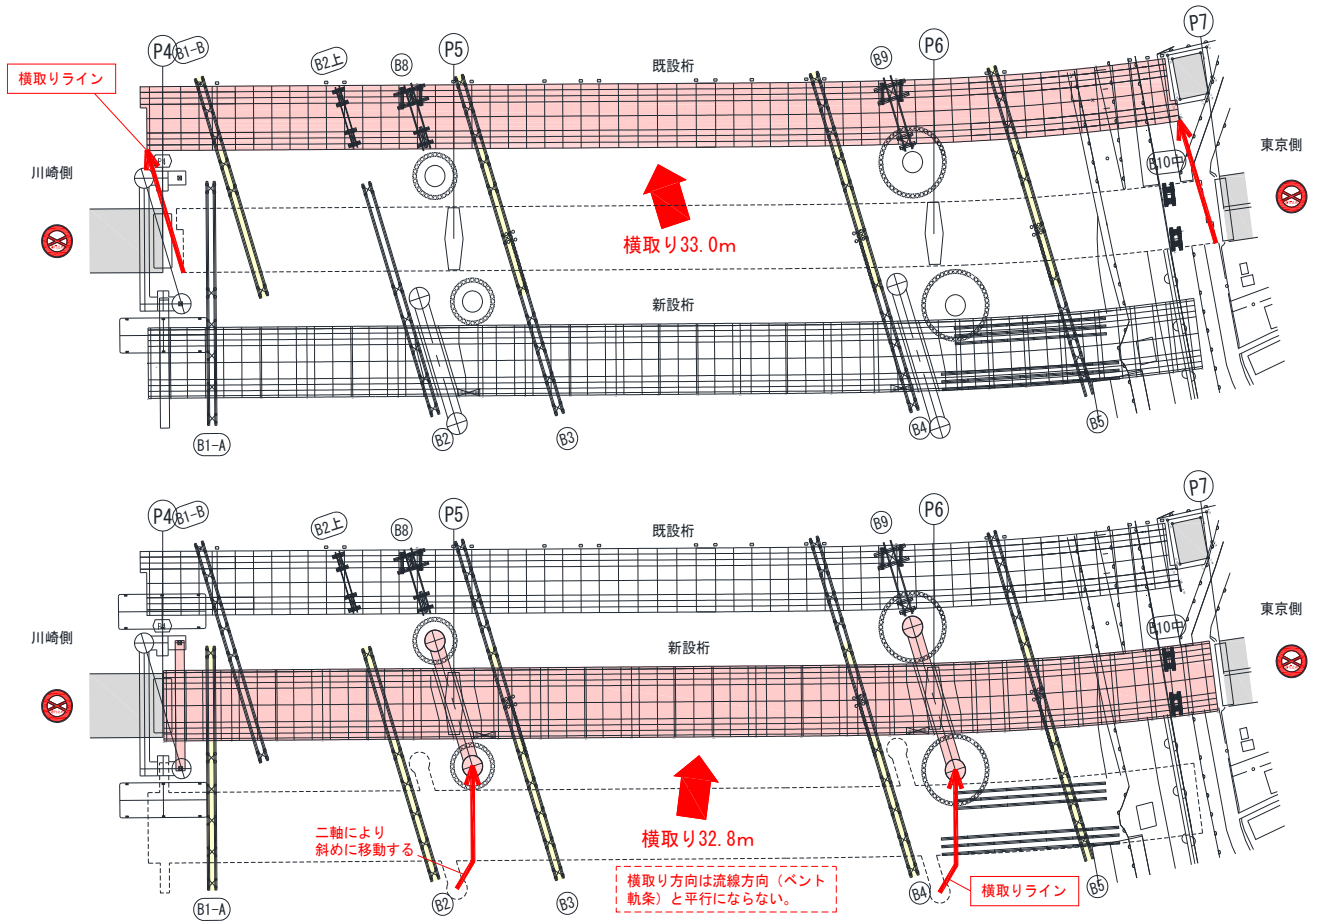 P4
B1-B
B2上
B8
P5
B9
P6
P7
横取りライン
既設桁
川崎側
P4
東京側
B10中
横取り33.0m
新設桁
B1-A
B2
B3
B4
B5
P4
B1-B
B2上
B8
P5
B9
P6
P7
既設桁
川崎側
P4
東京側
B10中
新設桁
横取り32.8m
二軸により
斜めに移動する
横取り方向は流線方向（ベント
軌条）と平行にならない。
横取りライン
B1-A
B2
B3
B4
B5